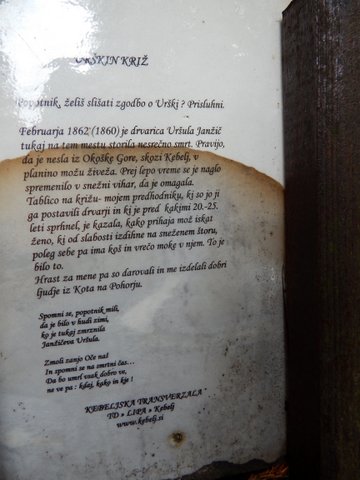 URŠKIN KRIŽ
Popotnik, želiš slišati zgodbo o Urški ? Prisluhni.
Februarja 1862 (1860) je drvarica Uršula Janžič
tukaj na tem mestu storila nesrečno smrt. Pravijo,
da je nesla iz Okoške Gore, skozi Kebelj, v
planino možu živeža. Prej lepo vreme se je naglo
spremenilo v snežni vihar, da je omagala.
Tablico na križu- mojem predhodniku, ki so jo ji
ga postavili drvarji in ki je pred kakimi 20.-25.
leti sprhnel, je kazala, kako prihaja mož iskat
ženo, ki od slabosti izdihne na sneženem štoru,
poleg sebe pa ima koš in vrečo moke v njem. To je
bilo to.
Hrast za mene pa so darovali in me izdelali dobri
ljudje iz Kota na Pohorju.
Spomni se, popotnik mili,
da je bilo v hudi zimi,
ko je tukaj zmrznila
Janžičeva Uršula.
Zmoli zanjo Oče naš
In spomni se na smrtni čas...
Da bo umrl vsak dobro ve,
ne ve pa : kdaj, kako in kje !
KEBELJSKA TRANSVERZALA
TD » LIPA » Kebelj
www.kebelj.si